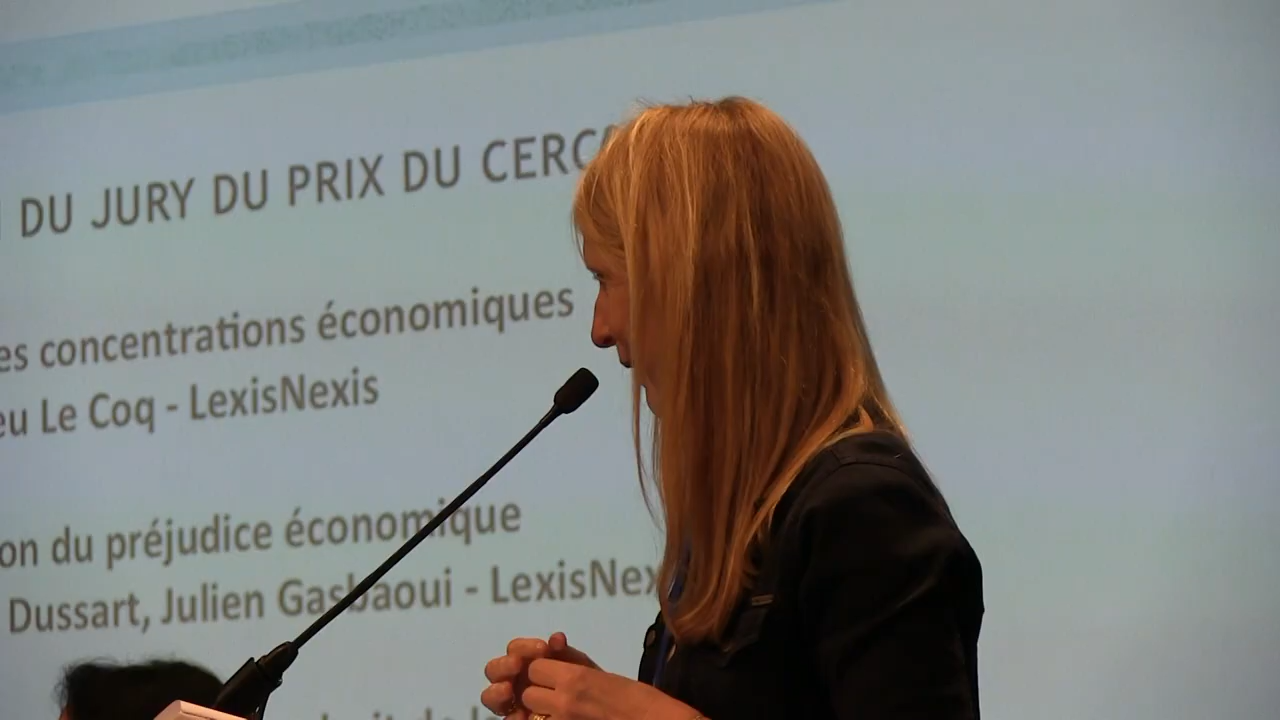 DU JURY DU PRIX DU CERC
es concentrations économiques
eu Le Coq - LexisNexis
on du préjudice économique
Dussart, Julien Gasbaoui - LexisNex